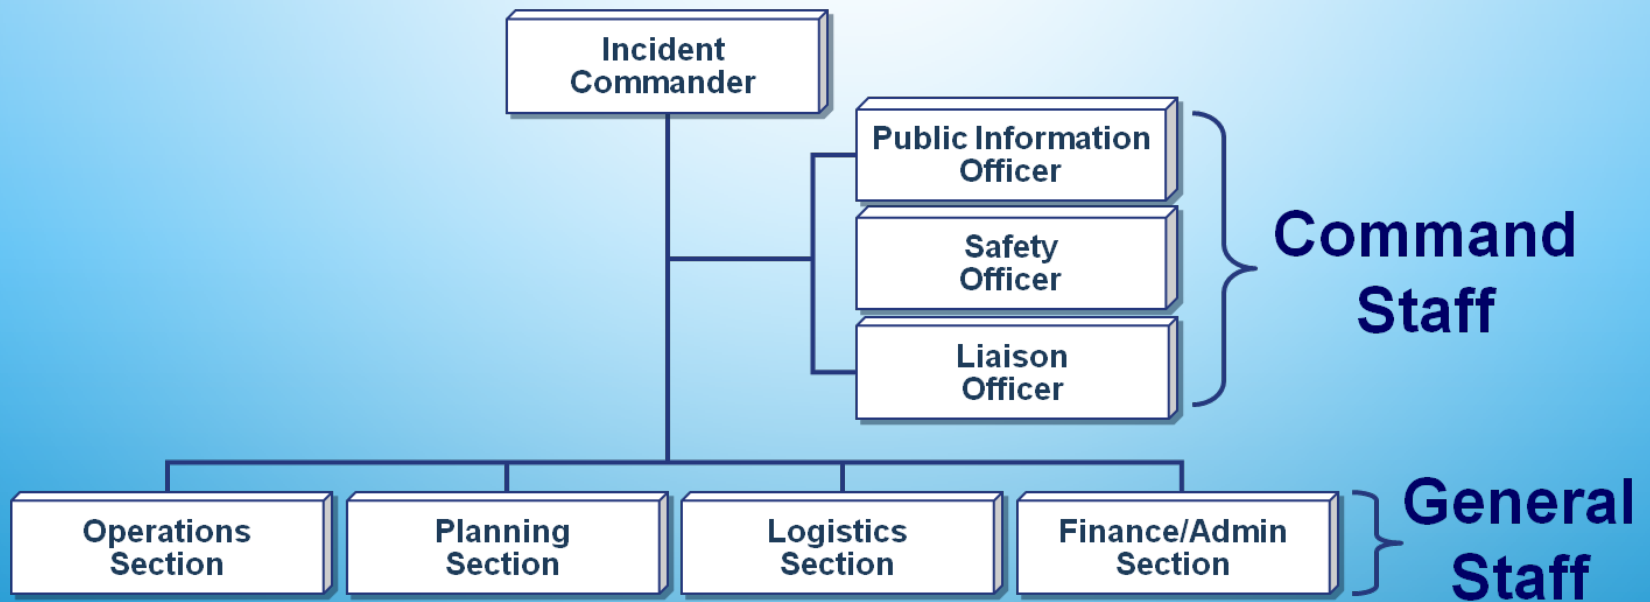 Incident
Commander
Public Information
Officer
Safety
Officer
Liaison
Officer
Command
Staff
Operations
Section
Planning
Section
Logistics
Section
Finance/Admin
Section
General
Staff